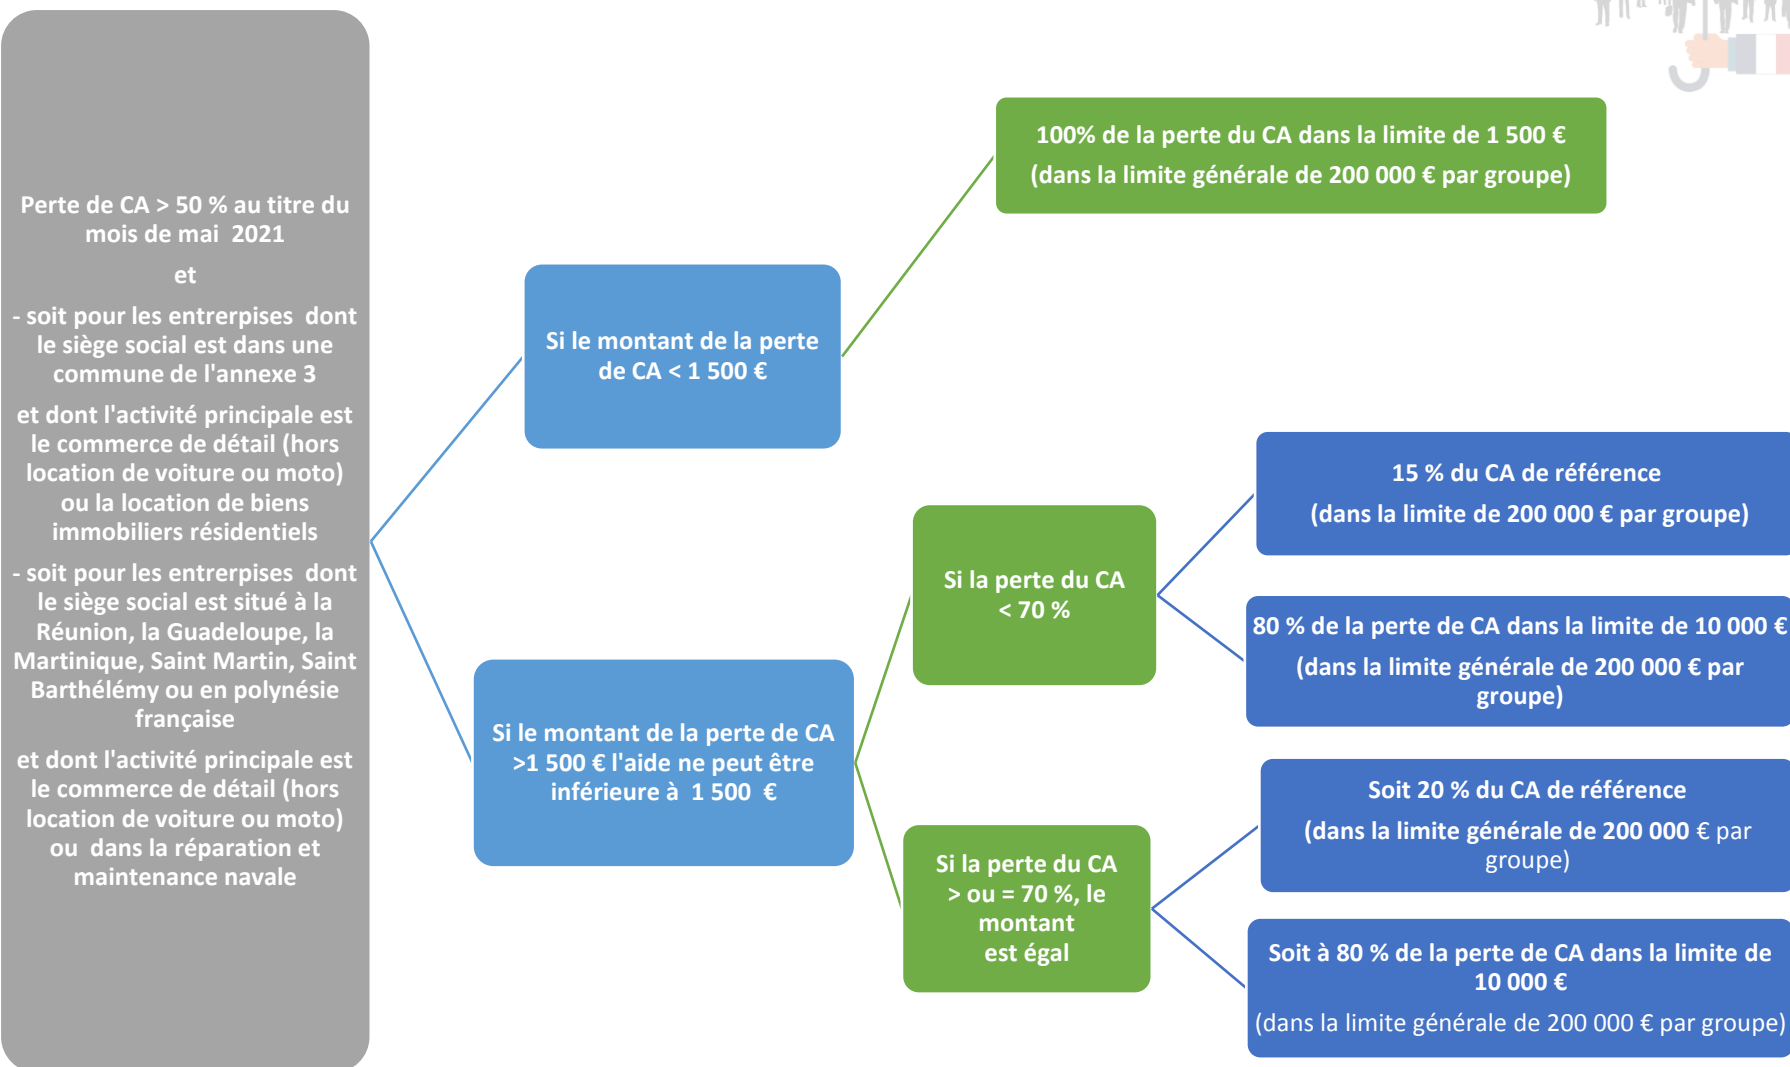 Perte de CA > 50 % au titre du
mois de mai  2021
et
- soit pour les entrerpises  dont
le siège social est dans une
commune de l'annexe 3
et dont l'activité principale est
le commerce de détail (hors
location de voiture ou moto)
ou la location de biens
immobiliers résidentiels
- soit pour les entrerpises  dont
le siège social est situé à la
Réunion, la Guadeloupe, la
Martinique, Saint Martin, Saint
Barthélémy ou en polynésie
française
et dont l'activité principale est
le commerce de détail (hors
location de voiture ou moto)
ou  dans la réparation et
maintenance navale
Si le montant de la perte
de CA < 1 500 €
100% de la perte du CA dans la limite de 1 500 €
(dans la limite générale de 200 000 € par groupe)
Si le montant de la perte de CA
>1 500 € l'aide ne peut être
inférieure à  1 500  €
Si la perte du CA
< 70 %
15 % du CA de référence
(dans la limite de 200 000 € par groupe)
80 % de la perte de CA dans la limite de 10 000 €
(dans la limite générale de 200 000 € par
groupe)
Si la perte du CA
> ou = 70 %, le
montant
est égal
Soit 20 % du CA de référence
(dans la limite générale de 200 000 € par
groupe)
Soit à 80 % de la perte de CA dans la limite de
10 000 €
(dans la limite générale de 200 000 € par groupe)